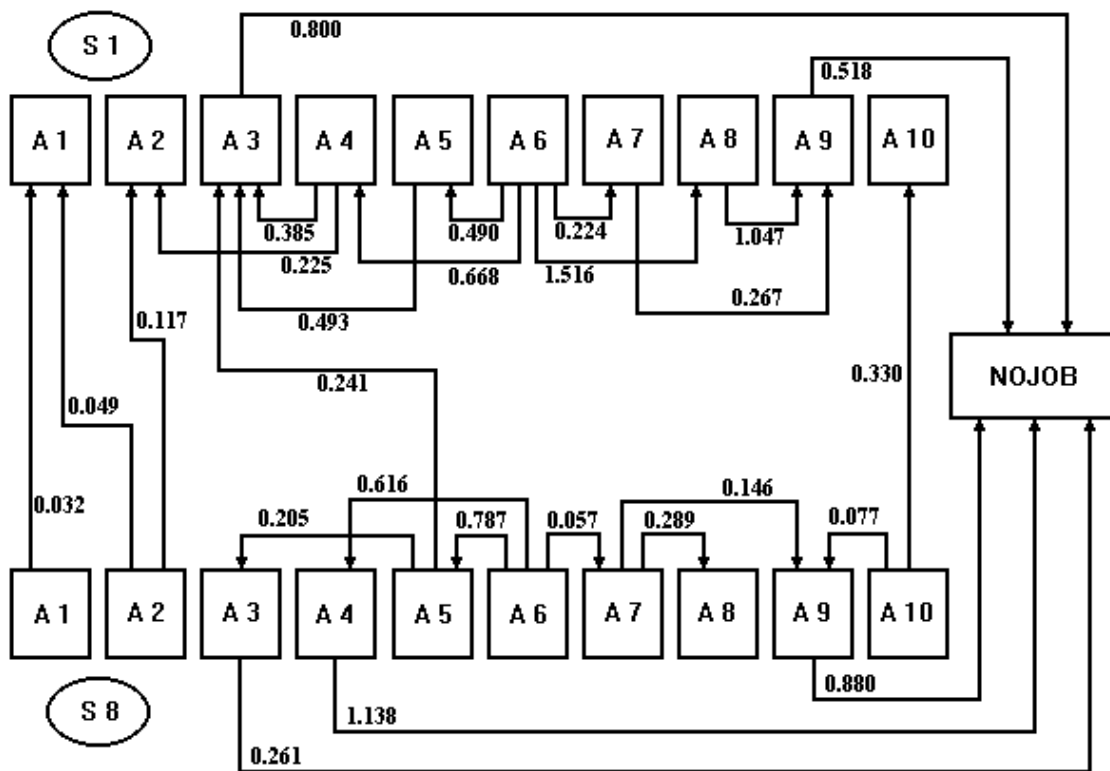 0.800
S 1
0.518
A 1 A 2 A 3 A 4 A 5 A 6 A 7 A 8 A 9 A 10
0.385 0.490 0.224 1.047
0.225 0.668 1.516
0.493 0.267
0.117
0.241 0.330 NOJOB
0.049
0.032 0.616 0.146
0.205 0.787 0.057 0.289 0.077
A 1 A 2 A 3 A 4 A 5 A 6 A 7 A 8 A 9 A 10
0.880
S 8
1.138
0.261